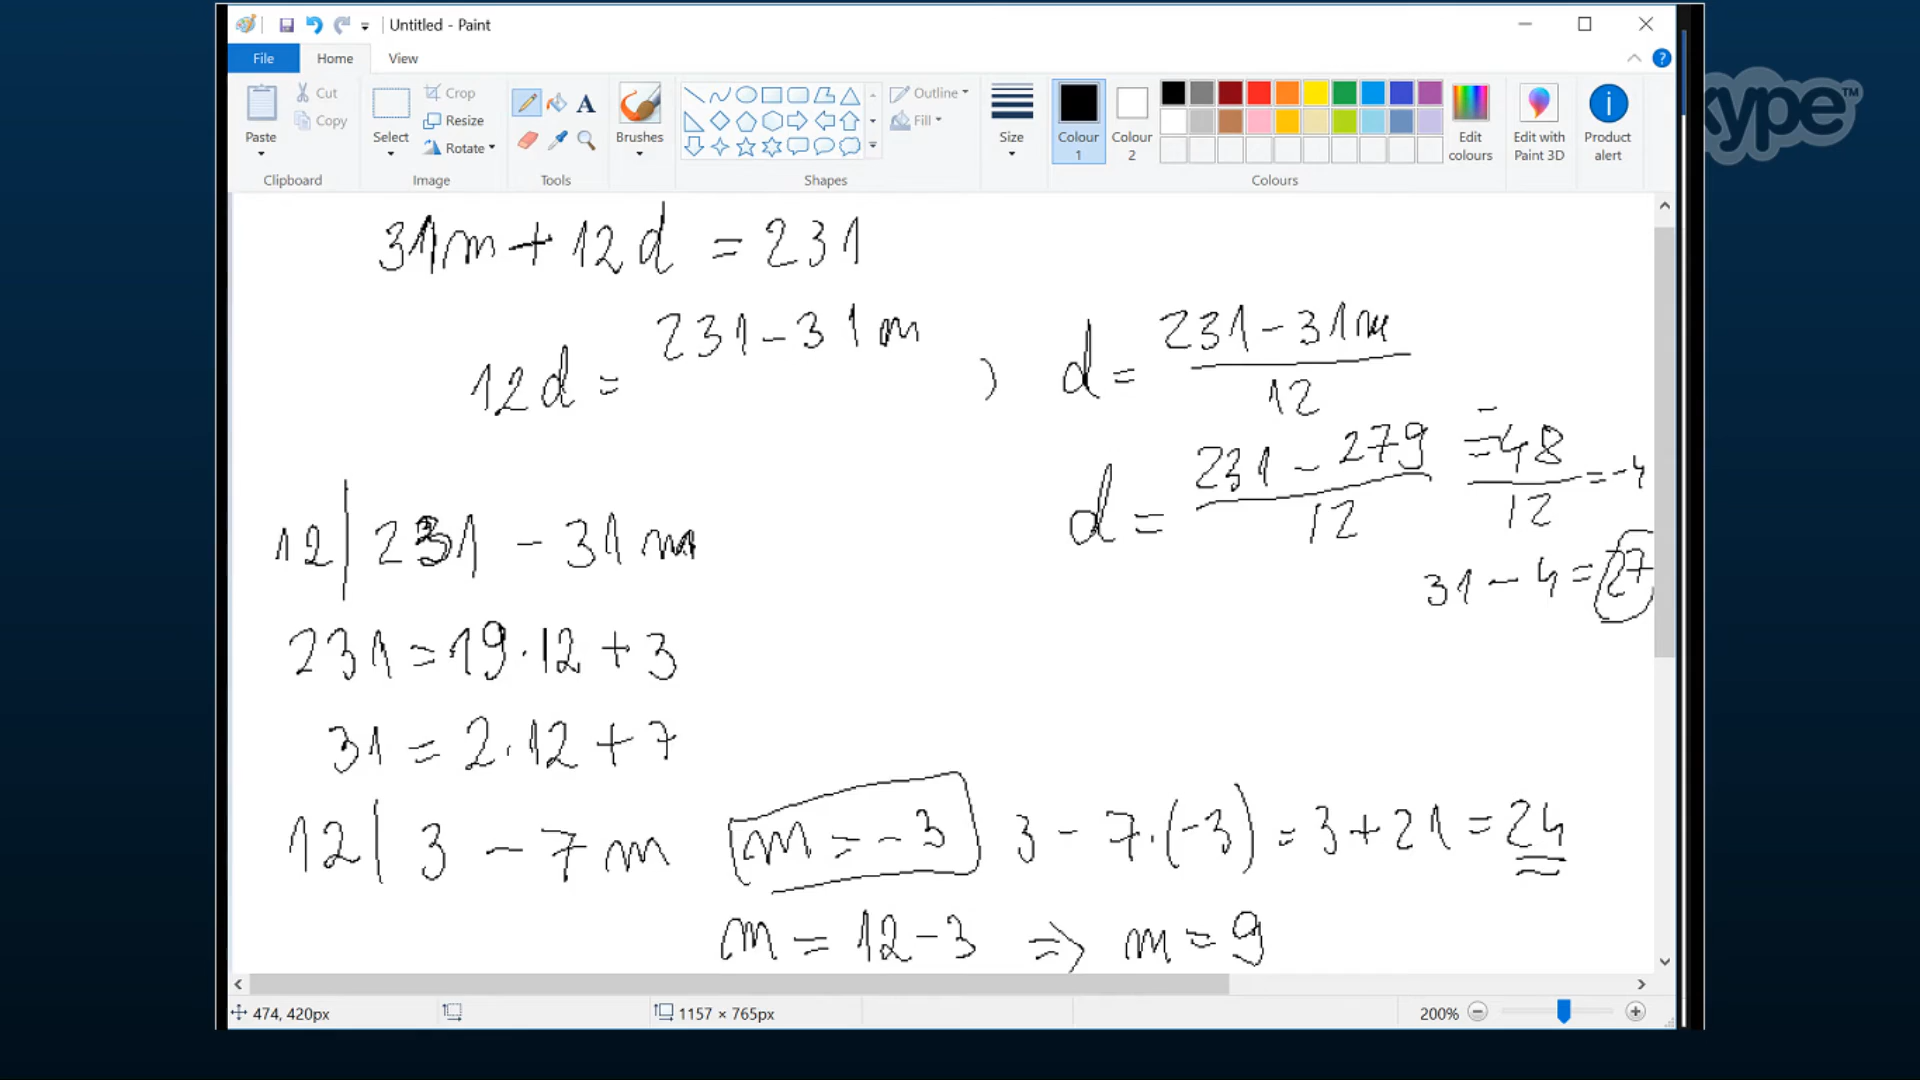 Untitled - Paint
File Home View
Paste
Cut
Copy
Clipboard
Select
Crop
Resize
Rotate
Image
Tools
Brushes
Shapes
Outline
Fill
Size
Colour 1
Colour 2
Colours
Edit colours
Edit with Paint 3D
Product alert
kype™
31m + 12d = 231
12d = 231 - 31m , d = 231 - 31m / 12
d = 231 - 279 / 12 = -48 / 12 = -4
31 - 4 = 27
12 | 231 - 31m
231 = 19 · 12 + 3
31 = 2 · 12 + 7
12 | 3 - 7m m = -3 3 - 7 · (-3) = 3 + 21 = 24
m = 12 - 3 => m = 9
474, 420px 1157 × 765px 200%